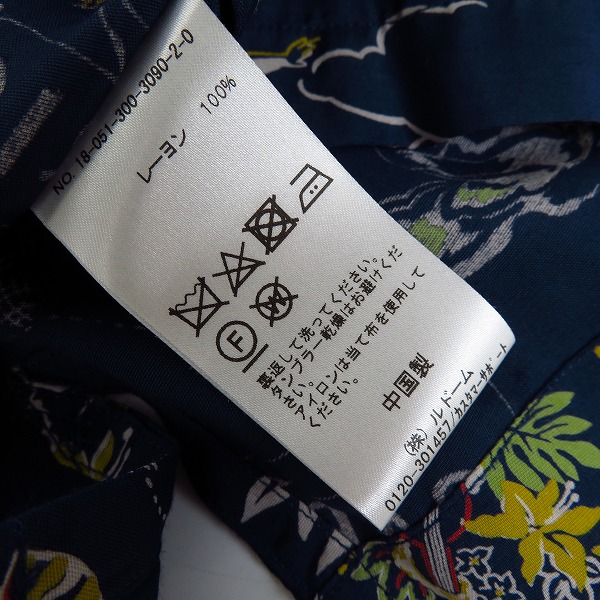 NO. 18-051-300-3090-2-0
レーヨン 100%
F
W
裏返して洗ってください。
タンブラー乾燥はお避けくだ
さい。アイロンは当て布を使用して
ください。
中国製
(株)ルドーム
0120-301457/カスタマーサポート